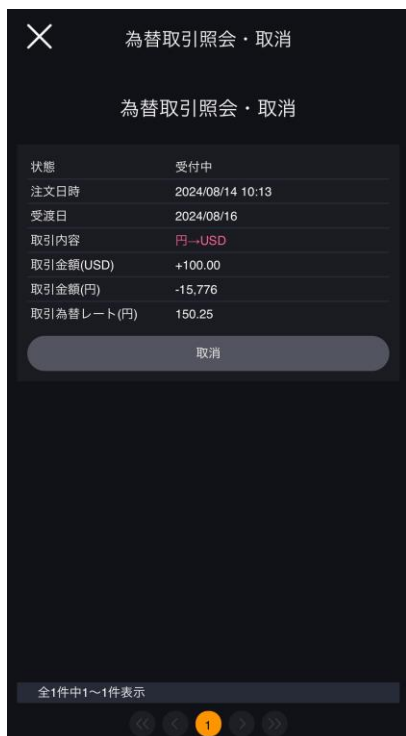 為替取引照会・取消
為替取引照会・取消
状態 受付中
注文日時 2024/08/14 10:13
受渡日 2024/08/16
取引内容 円→USD
取引金額(USD) +100.00
取引金額(円) -15,776
取引為替レート(円) 150.25
取消
全1件中1～1件表示
1